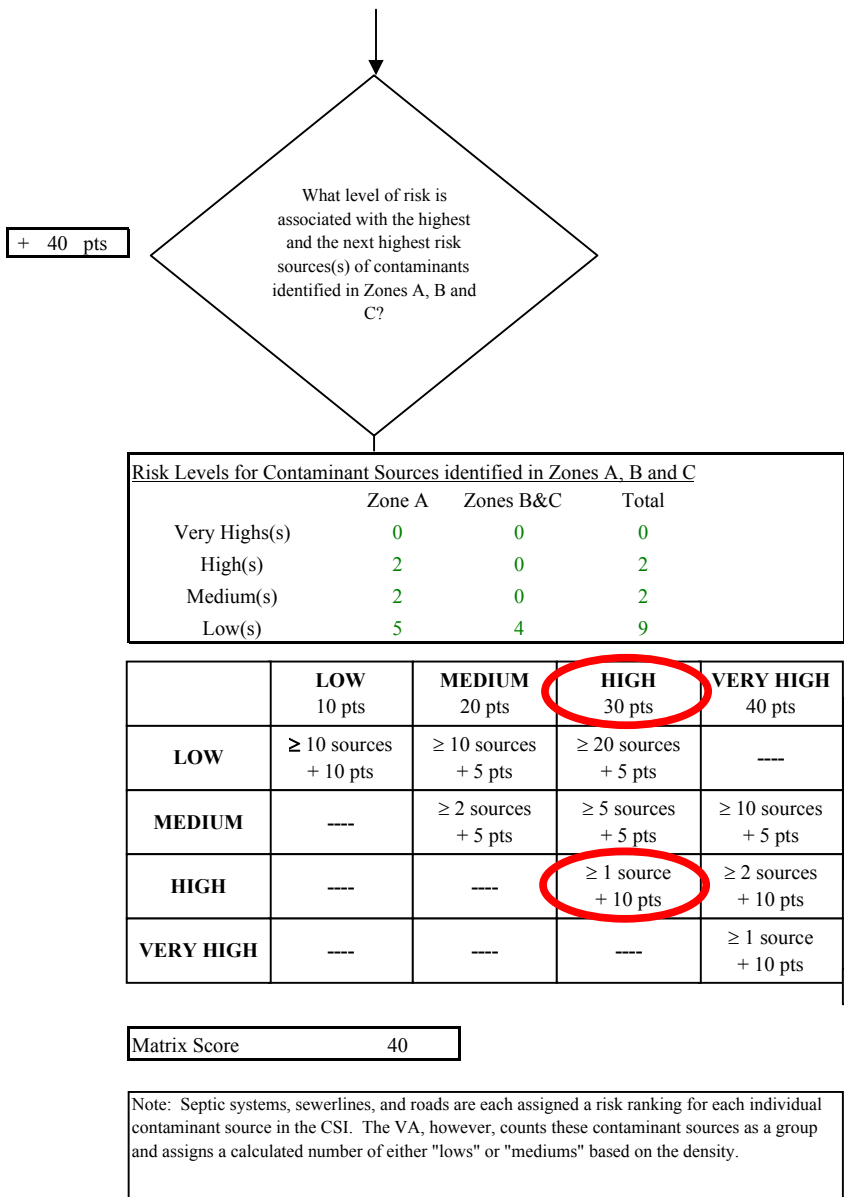 What level of risk is
associated with the highest
and the next highest risk
sources(s) of contaminants
identified in Zones A, B and
C?
+ 40 pts
Risk Levels for Contaminant Sources identified in Zones A, B and C
Zone A Zones B&C Total
Very Highs(s) 0 0 0
High(s) 2 0 2
Medium(s) 2 0 2
Low(s) 5 4 9
LOW MEDIUM HIGH VERY HIGH
10 pts 20 pts 30 pts 40 pts
LOW ≥ 10 sources + 10 pts ≥ 10 sources + 5 pts ≥ 20 sources + 5 pts ----
MEDIUM ---- ≥ 2 sources + 5 pts ≥ 5 sources + 5 pts ≥ 10 sources + 5 pts
HIGH ---- ---- ≥ 1 source + 10 pts ≥ 2 sources + 10 pts
VERY HIGH ---- ---- ---- ≥ 1 source + 10 pts
Matrix Score 40
Note: Septic systems, sewerlines, and roads are each assigned a risk ranking for each individual
contaminant source in the CSI. The VA, however, counts these contaminant sources as a group
and assigns a calculated number of either "lows" or "mediums" based on the density.